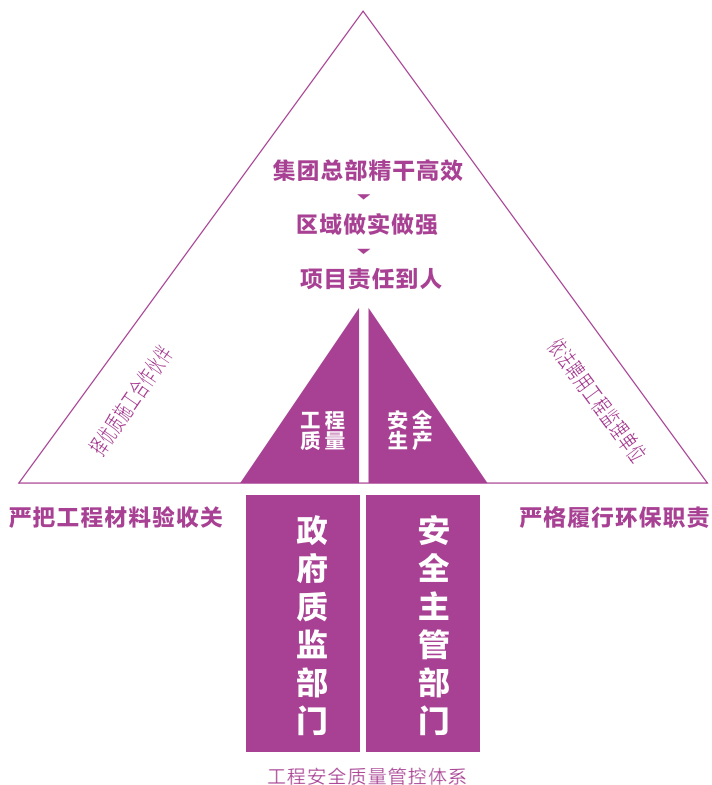 集团总部精干高效
区域做实做强
项目责任到人
择优质施工合作伙伴
依法聘用工程监理单位
工程
质量
安全
生产
严把工程材料验收关
严格履行环保职责
政府质监部门
安全主管部门
工程安全质量管控体系